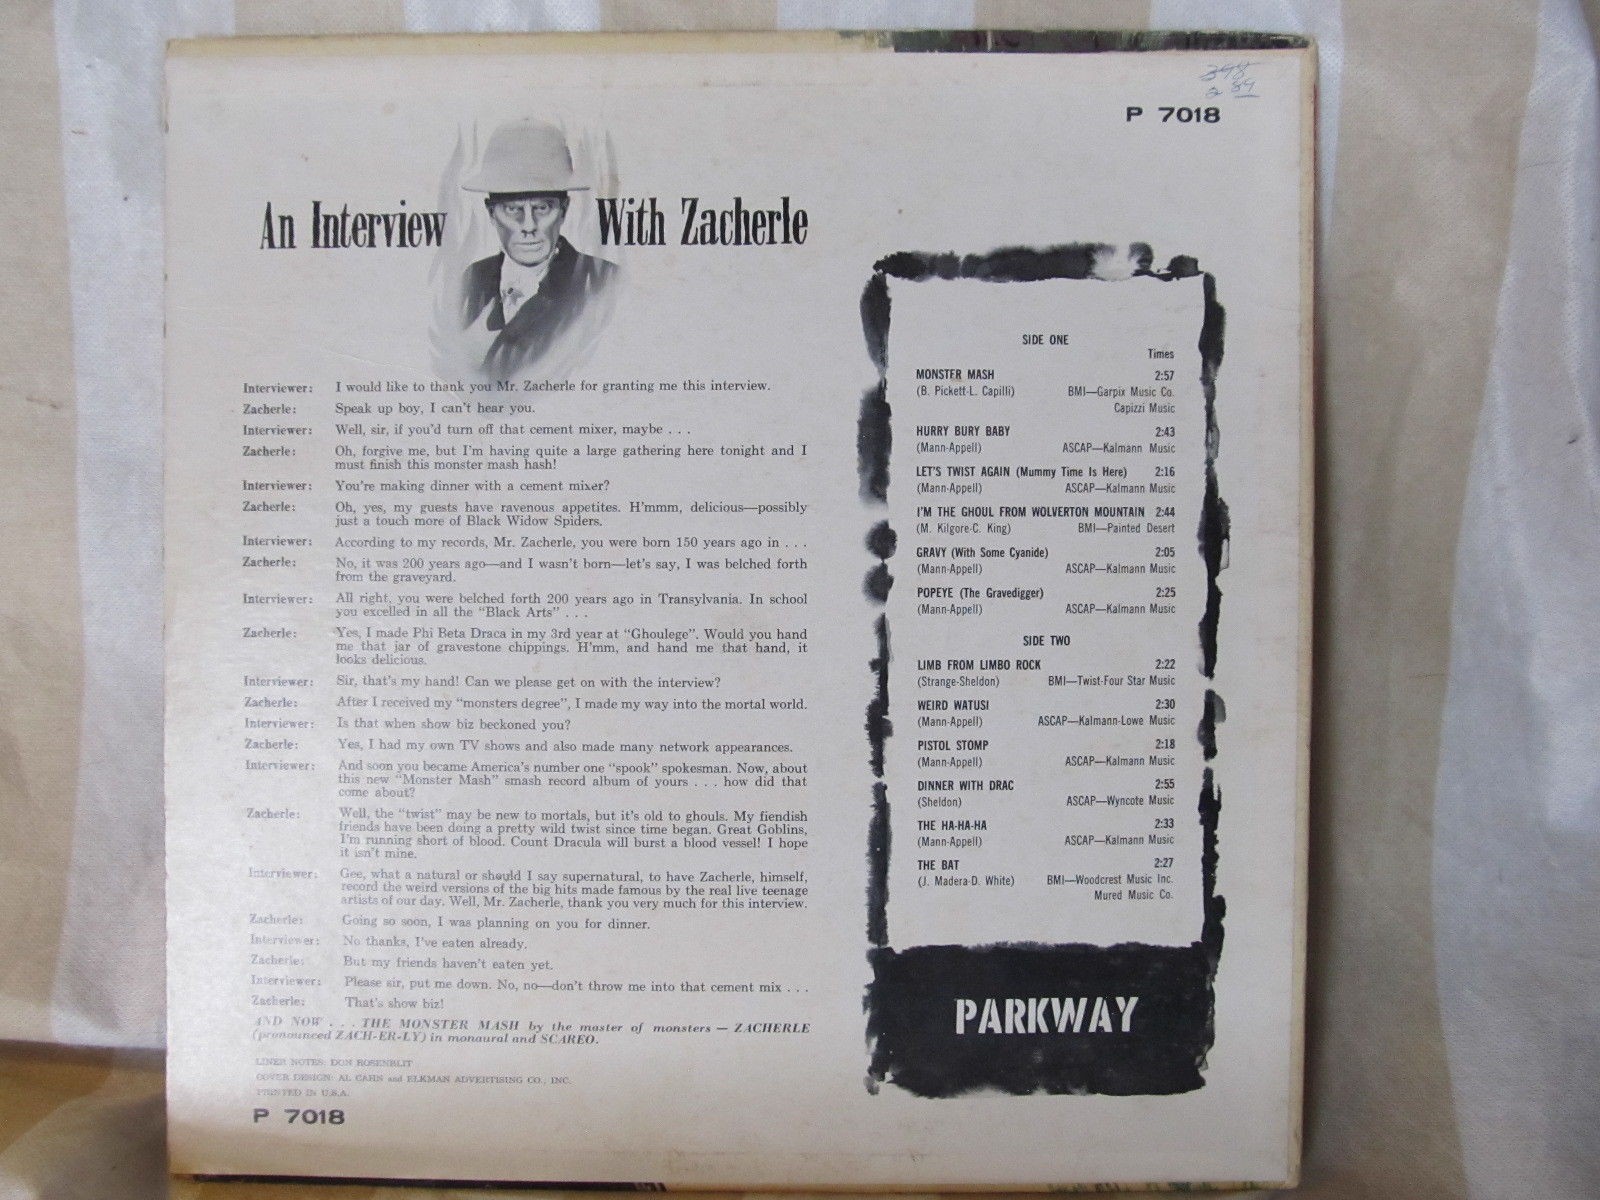 398
2 89
P 7018
An Interview With Zacherle
Interviewer: I would like to thank you Mr. Zacherle for granting me this interview.
Zacherle: Speak up boy, I can't hear you.
Interviewer: Well, sir, if you'd turn off that cement mixer, maybe . . .
Zacherle: Oh, forgive me, but I'm having quite a large gathering here tonight and I
must finish this monster mash hash!
Interviewer: You're making dinner with a cement mixer?
Zacherle: Oh, yes, my guests have ravenous appetites. H'mmm, delicious—possibly
just a touch more of Black Widow Spiders.
Interviewer: According to my records, Mr. Zacherle, you were born 150 years ago in . . .
Zacherle: No, it was 200 years ago—and I wasn't born—let's say, I was belched forth
from the graveyard.
Interviewer: All right, you were belched forth 200 years ago in Transylvania. In school
you excelled in all the "Black Arts" . . .
Zacherle: Yes, I made Phi Beta Draca in my 3rd year at "Ghoulege". Would you hand
me that jar of gravestone chippings. H'mm, and hand me that hand, it
looks delicious.
Interviewer: Sir, that's my hand! Can we please get on with the interview?
Zacherle: After I received my "monsters degree", I made my way into the mortal world.
Interviewer: Is that when show biz beckoned you?
Zacherle: Yes, I had my own TV shows and also made many network appearances.
Interviewer: And soon you became America's number one "spook" spokesman. Now, about
this new "Monster Mash" smash record album of yours . . . how did that
come about?
Zacherle: Well, the "twist" may be new to mortals, but it's old to ghouls. My fiendish
friends have been doing a pretty wild twist since time began. Great Goblins,
I'm running short of blood. Count Dracula will burst a blood vessel! I hope
it isn't mine.
Interviewer: Gee, what a natural or should I say supernatural, to have Zacherle, himself,
record the weird versions of the big hits made famous by the real live teenage
artists of our day. Well, Mr. Zacherle, thank you very much for this interview.
Zacherle: Going so soon, I was planning on you for dinner.
Interviewer: No thanks, I've eaten already.
Zacherle: But my friends haven't eaten yet.
Interviewer: Please sir, put me down. No, no—don't throw me into that cement mix . . .
Zacherle: That's show biz!
AND NOW . . . THE MONSTER MASH by the master of monsters — ZACHERLE
(pronounced ZACH-ER-LY) in monaural and SCAREO.
LINER NOTES: DON ROSENBLIT
COVER DESIGN: AL CAHN and ELKMAN ADVERTISING CO., INC.
PRINTED IN U.S.A.
P 7018
SIDE ONE
Times
MONSTER MASH 2:57
(B. Pickett-L. Capilli) BMI—Garpix Music Co.
Capizzi Music
HURRY BURY BABY 2:43
(Mann-Appell) ASCAP—Kalmann Music
LET'S TWIST AGAIN (Mummy Time Is Here) 2:16
(Mann-Appell) ASCAP—Kalmann Music
I'M THE GHOUL FROM WOLVERTON MOUNTAIN 2:44
(M. Kilgore-C. King) BMI—Painted Desert
GRAVY (With Some Cyanide) 2:05
(Mann-Appell) ASCAP—Kalmann Music
POPEYE (The Gravedigger) 2:25
(Mann-Appell) ASCAP—Kalmann Music
SIDE TWO
LIMB FROM LIMBO ROCK 2:22
(Strange-Sheldon) BMI—Twist-Four Star Music
WEIRD WATUSI 2:30
(Mann-Appell) ASCAP—Kalmann-Lowe Music
PISTOL STOMP 2:18
(Mann-Appell) ASCAP—Kalmann Music
DINNER WITH DRAC 2:55
(Sheldon) ASCAP—Wyncote Music
THE HA-HA-HA 2:33
(Mann-Appell) ASCAP—Kalmann Music
THE BAT 2:27
(J. Madera-D. White) BMI—Woodcrest Music Inc.
Mured Music Co.
PARKWAY